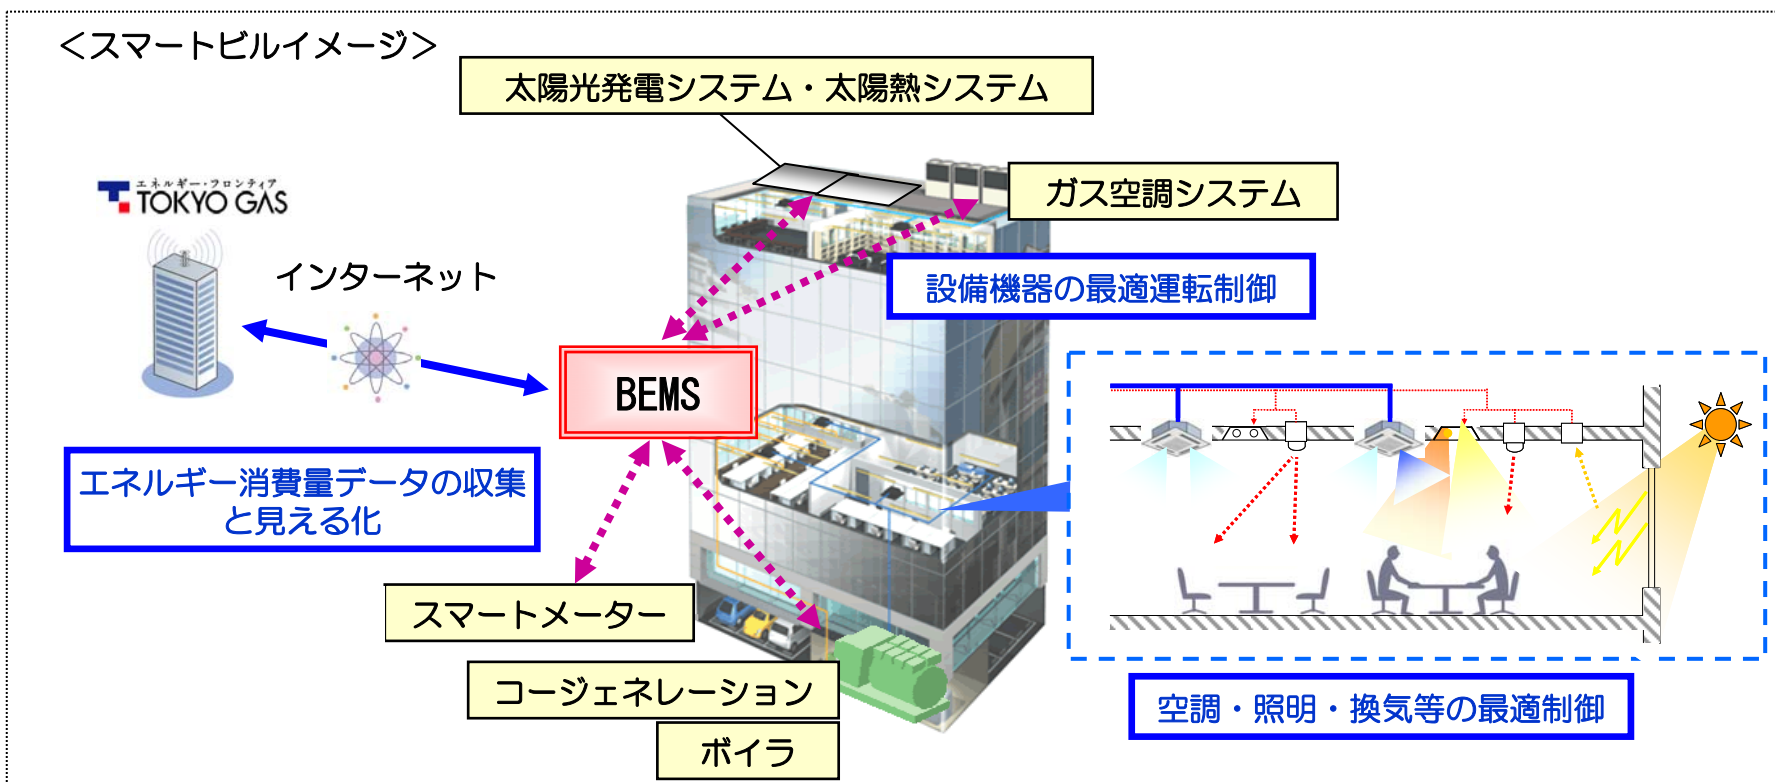 ＜スマートビルイメージ＞
太陽光発電システム・太陽熱システム
エネルギー・フロンティア
TOKYO GAS
ガス空調システム
インターネット
設備機器の最適運転制御
BEMS
エネルギー消費量データの収集
と見える化
スマートメーター
コージェネレーション
ボイラ
空調・照明・換気等の最適制御